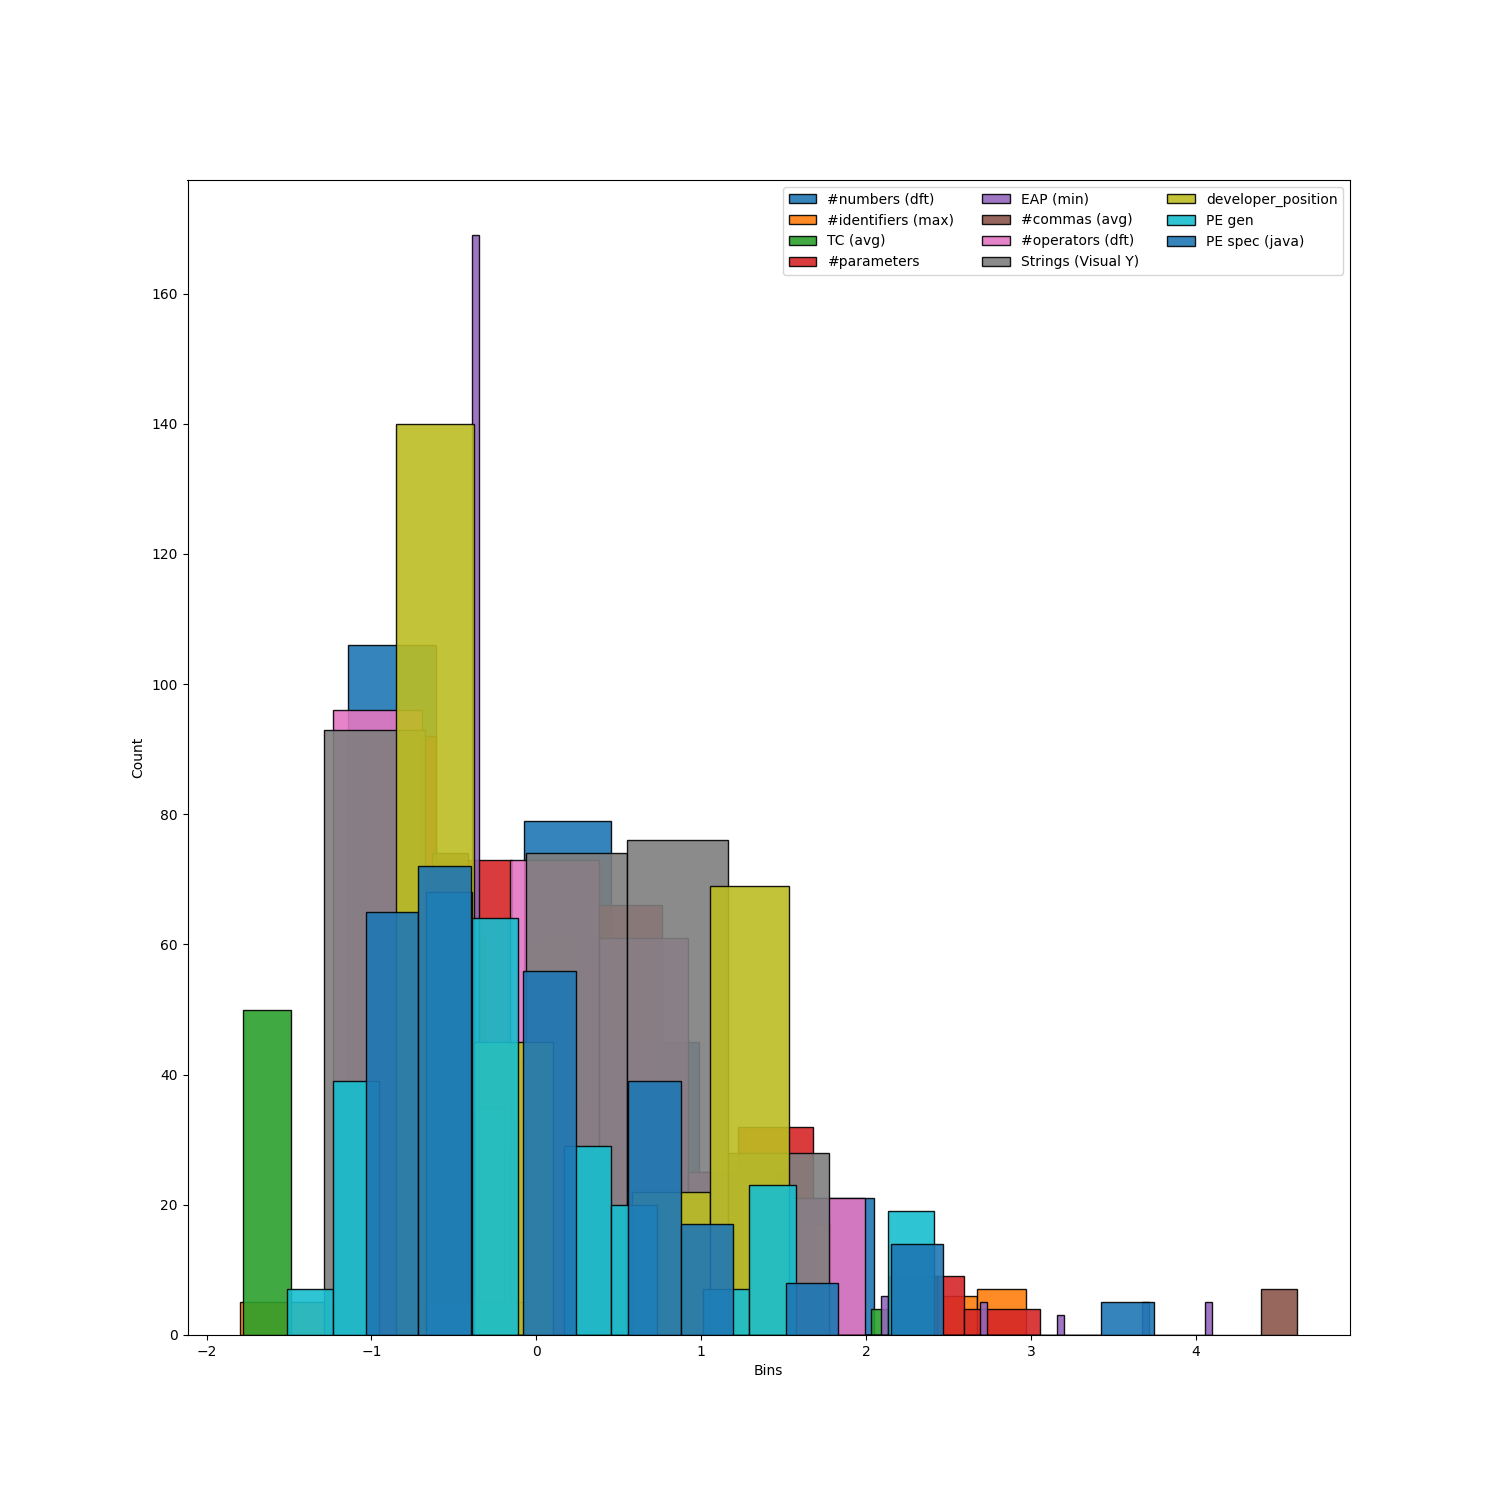 #numbers (dft)
#identifiers (max)
TC (avg)
#parameters
EAP (min)
#commas (avg)
#operators (dft)
Strings (Visual Y)
developer_position
PE gen
PE spec (java)
160
140
120
100
80
60
40
20
0
Count
−2 −1 0 1 2 3 4
Bins